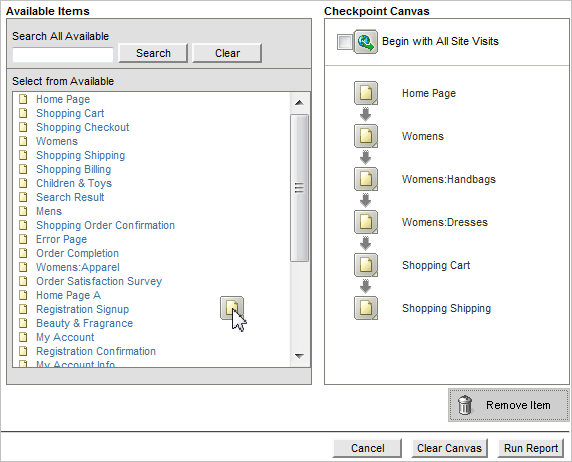 Available Items
Search All Available
Search
Clear
Select from Available
Home Page
Shopping Cart
Shopping Checkout
Womens
Shopping Shipping
Shopping Billing
Children & Toys
Search Result
Mens
Shopping Order Confirmation
Error Page
Order Completion
Womens:Apparel
Order Satisfaction Survey
Home Page A
Registration Signup
Beauty & Fragrance
My Account
Registration Confirmation
My Account Info
Checkpoint Canvas
Begin with All Site Visits
Home Page
Womens
Womens:Handbags
Womens:Dresses
Shopping Cart
Shopping Shipping
Remove Item
Cancel
Clear Canvas
Run Report